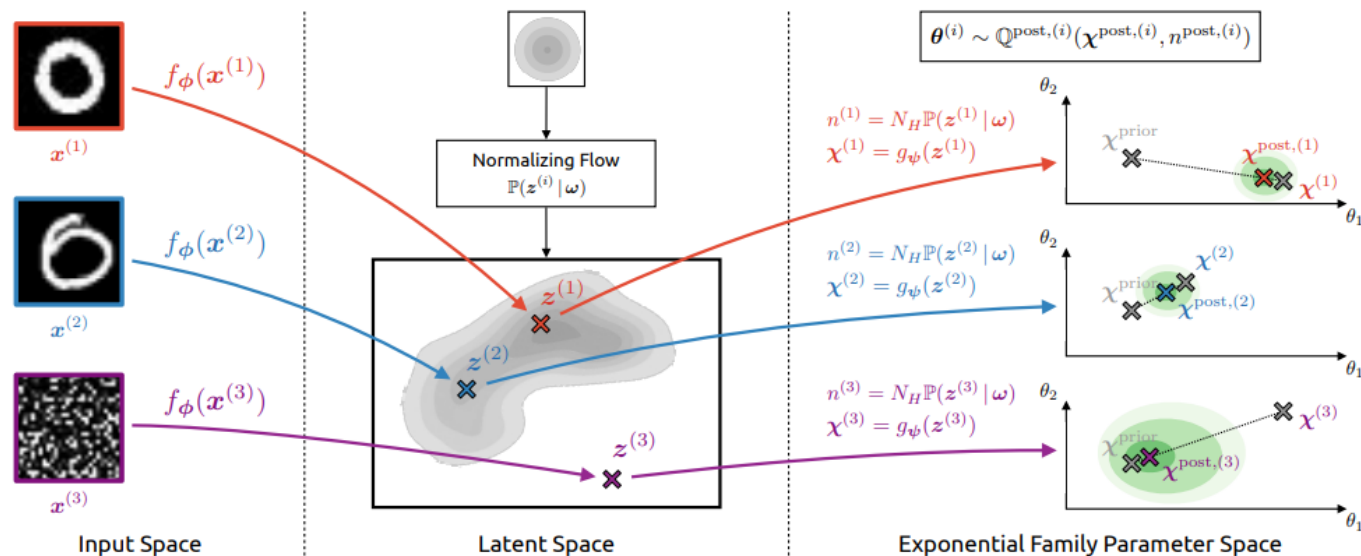 f_ϕ(x^(1))
x^(1)
f_ϕ(x^(2))
x^(2)
f_ϕ(x^(3))
x^(3)
Input Space
Normalizing Flow
ℙ(z^(i) | ω)
z^(1)
z^(2)
z^(3)
Latent Space
θ^(i) ∼ ℚ^post,(i)(χ^post,(i), n^post,(i))
n^(1) = N_H ℙ(z^(1) | ω)
χ^(1) = g_ψ(z^(1))
θ_2
χ^prior
χ^post,(1)
χ^(1)
θ_1
n^(2) = N_H ℙ(z^(2) | ω)
χ^(2) = g_ψ(z^(2))
θ_2
χ^(2)
χ^prior
χ^post,(2)
θ_1
n^(3) = N_H ℙ(z^(3) | ω)
χ^(3) = g_ψ(z^(3))
θ_2
χ^(3)
χ^prior
χ^post,(3)
θ_1
Exponential Family Parameter Space